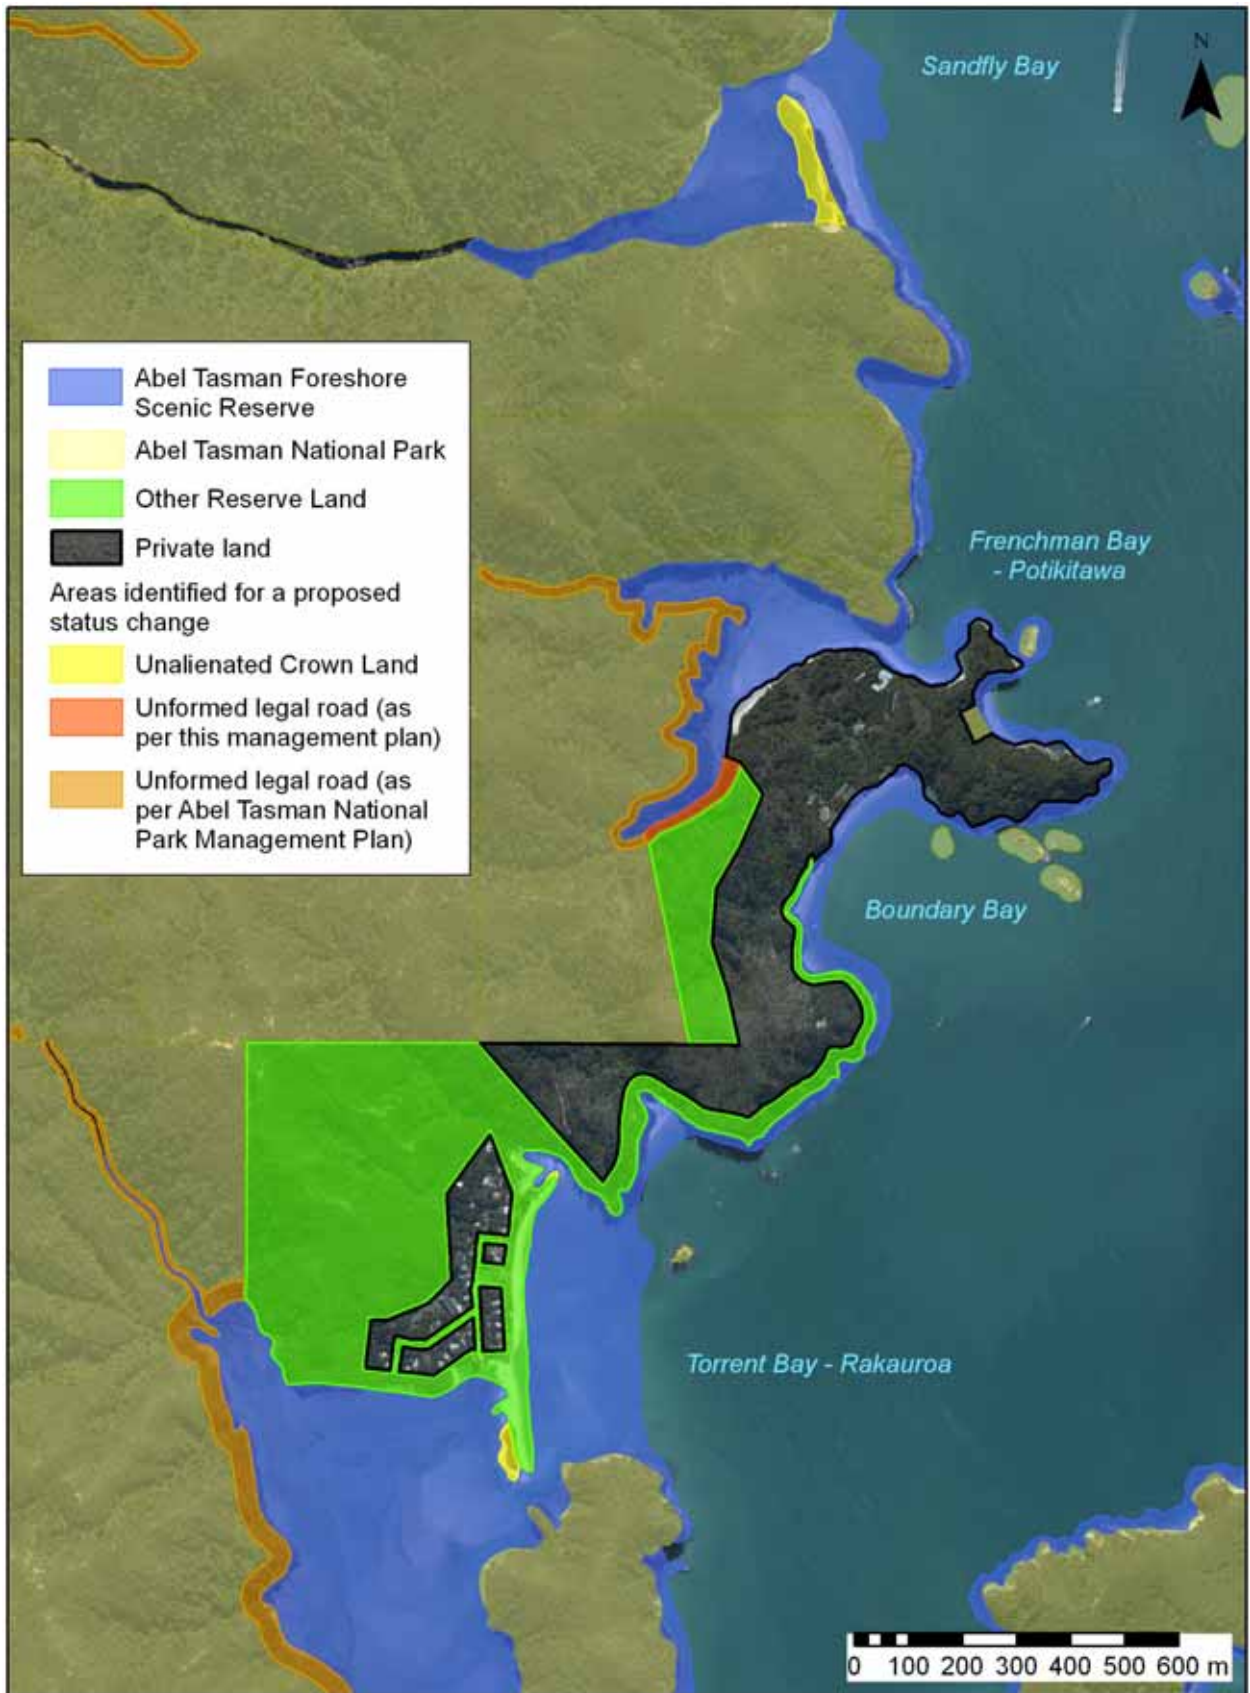 Sandfly Bay
N
Abel Tasman Foreshore
Scenic Reserve
Abel Tasman National Park
Other Reserve Land
Private land
Areas identified for a proposed
status change
Unalienated Crown Land
Unformed legal road (as
per this management plan)
Unformed legal road (as
per Abel Tasman National
Park Management Plan)
Frenchman Bay
- Potikitawa
Boundary Bay
Torrent Bay - Rakauroa
0 100 200 300 400 500 600 m